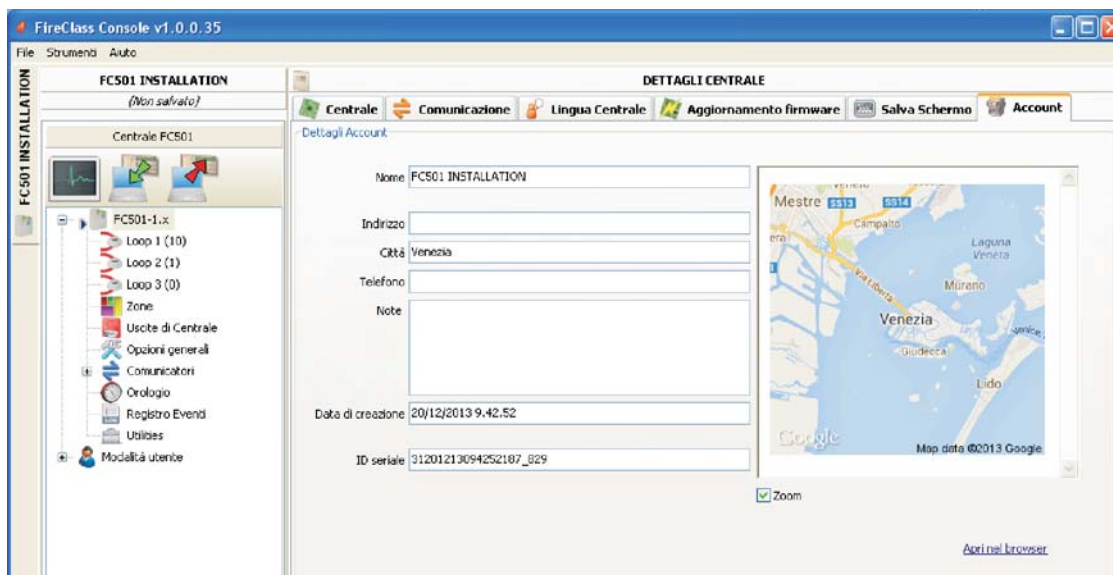 FireClass Console v1.0.0.35
File Strumenti Aiuto
FC501 INSTALLATION
FC501 INSTALLATION
(Non salvato)
Centrale FC501
FC501-1.x
Loop 1 (10)
Loop 2 (1)
Loop 3 (0)
Zone
Uscite di Centrale
Opzioni generali
Comunicatori
Orologio
Registro Eventi
Utilities
Modalità utente
DETTAGLI CENTRALE
Centrale Comunicazione Lingua Centrale Aggiornamento firmware Salva Schermo Account
Dettagli Account
Nome FC501 INSTALLATION
Indirizzo
Città Venezia
Telefono
Note
Data di creazione 20/12/2013 9.42.52
ID seriale 31201213094252187_829
Mestre SS13 SS14
Campalto
Laguna
Veneta
Via Libertà
Murano
Venezia
Giudecca
Lido
Google
Map data ©2013 Google
Zoom
Apri nel browser